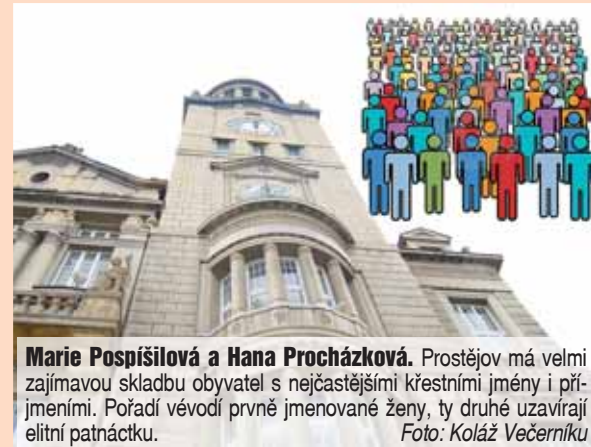 Marie Pospíšilová a Hana Procházková. Prostějov má velmi
zajímavou skladbu obyvatel s nejčastějšími křestními jmény i pří-
jmeními. Pořadí vévodí prvně jmenované ženy, ty druhé uzavírají
elitní patnáctku. Foto: Koláž Večerníku